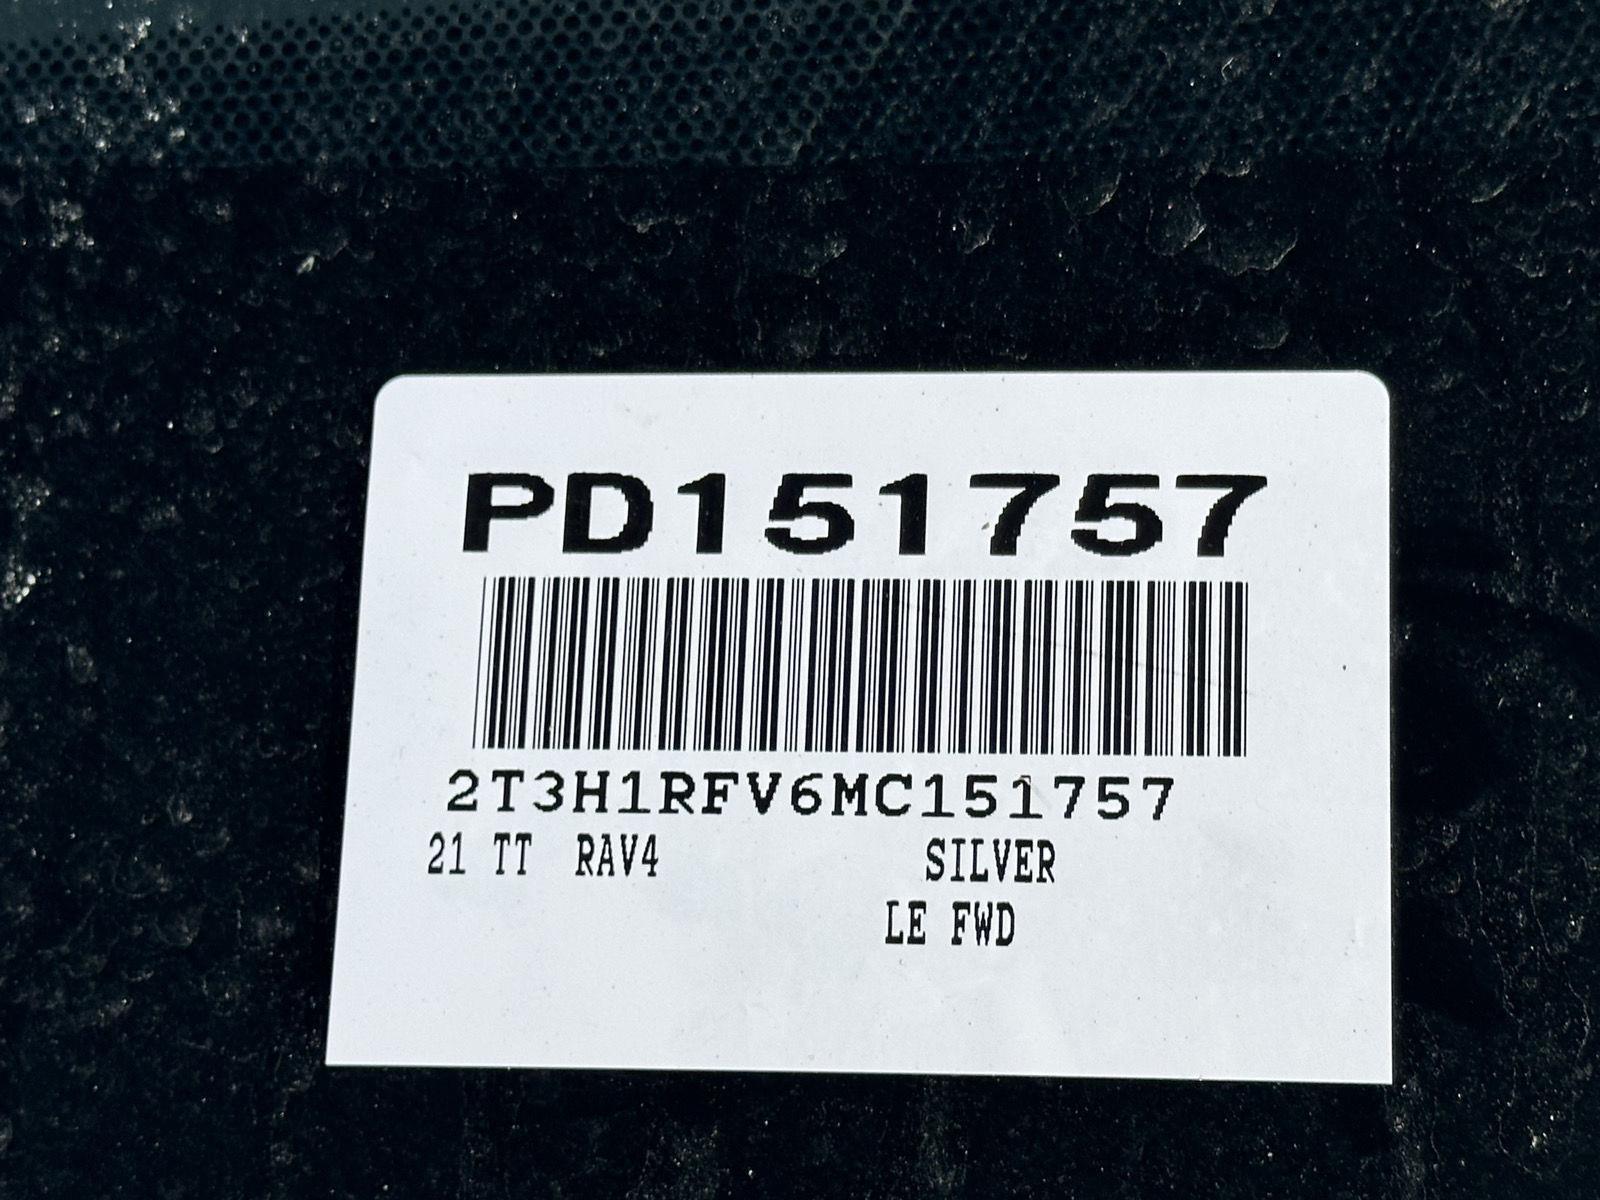 PD151757
2T3H1RFV6MC151757
21 TT RAV4 SILVER
LE FWD